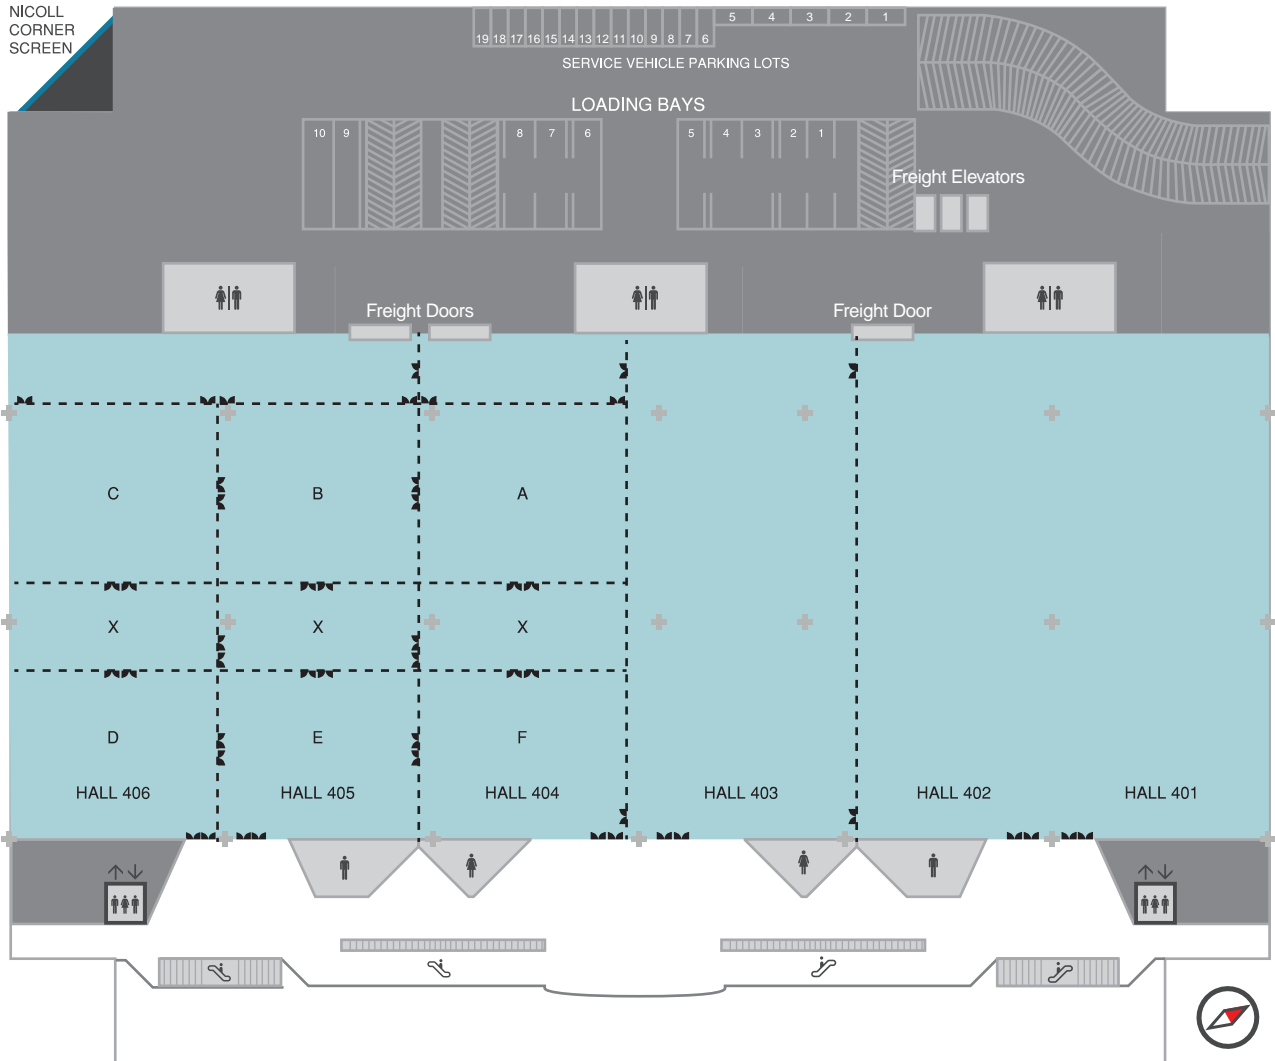 NICOLL
CORNER
SCREEN
5 4 3 2 1
19 18 17 16 15 14 13 12 11 10 9 8 7 6
SERVICE VEHICLE PARKING LOTS
LOADING BAYS
10 9 8 7 6 5 4 3 2 1
Freight Elevators
Freight Doors
Freight Door
C B A
X X X
D E F
HALL 406 HALL 405 HALL 404 HALL 403 HALL 402 HALL 401